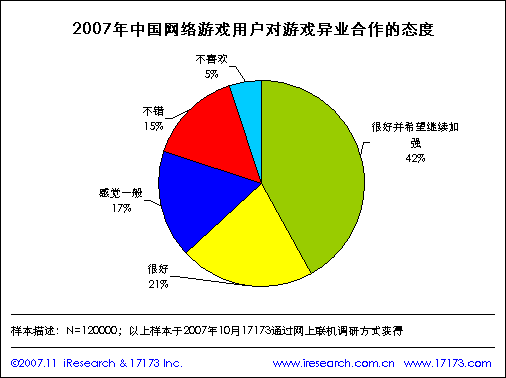 2007年中国网络游戏用户对游戏异业合作的态度
不喜欢
5%
不错
15%
很好并希望继续加
强
42%
感觉一般
17%
很好
21%
样本描述：N=120000；以上样本于2007年10月17173通过网上联机调研方式获得
©2007.11 iResearch & 17173 Inc.
www.iresearch.com.cn www.17173.com